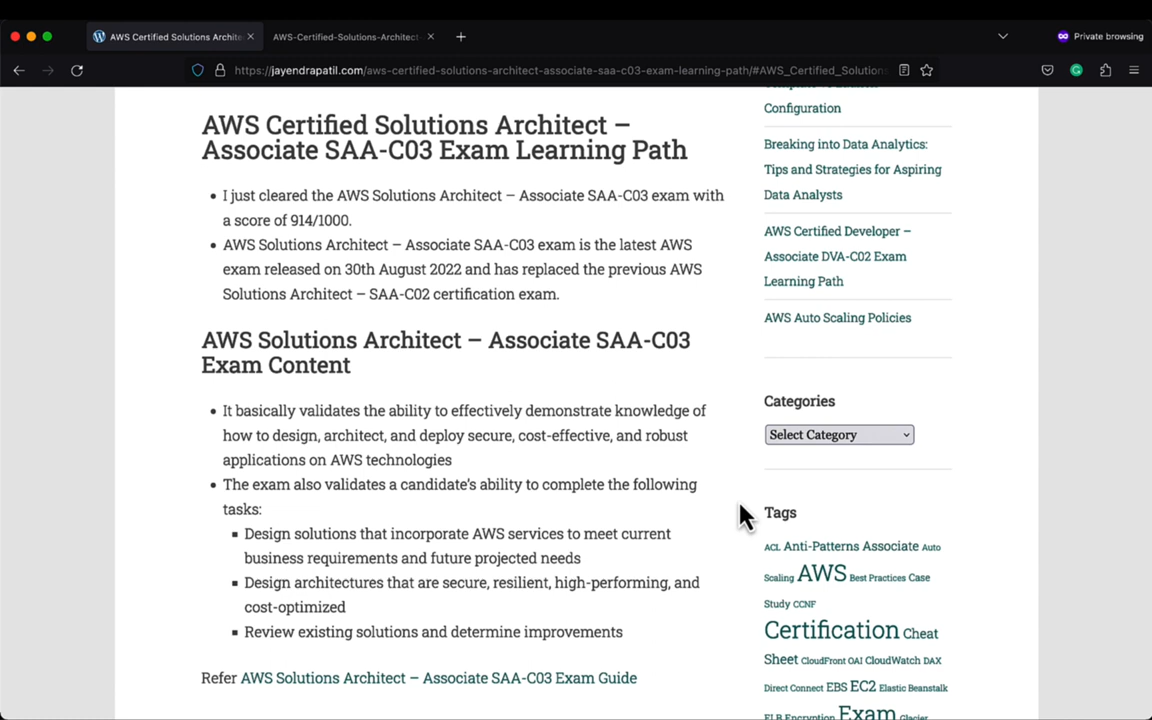 AWS Certified Solutions Archite
AWS-Certified-Solutions-Architect
Private browsing
https://jayendrapatil.com/aws-certified-solutions-architect-associate-saa-c03-exam-learning-path/#AWS_Certified_Solution
AWS Certified Solutions Architect –
Associate SAA-C03 Exam Learning Path
• I just cleared the AWS Solutions Architect – Associate SAA-C03 exam with
a score of 914/1000.
• AWS Solutions Architect – Associate SAA-C03 exam is the latest AWS
exam released on 30th August 2022 and has replaced the previous AWS
Solutions Architect – SAA-C02 certification exam.
AWS Solutions Architect – Associate SAA-C03
Exam Content
• It basically validates the ability to effectively demonstrate knowledge of
how to design, architect, and deploy secure, cost-effective, and robust
applications on AWS technologies
• The exam also validates a candidate's ability to complete the following
tasks:
▪ Design solutions that incorporate AWS services to meet current
business requirements and future projected needs
▪ Design architectures that are secure, resilient, high-performing, and
cost-optimized
▪ Review existing solutions and determine improvements
Refer AWS Solutions Architect – Associate SAA-C03 Exam Guide
Configuration
Breaking into Data Analytics:
Tips and Strategies for Aspiring
Data Analysts
AWS Certified Developer –
Associate DVA-C02 Exam
Learning Path
AWS Auto Scaling Policies
Categories
Select Category
Tags
ACL Anti-Patterns Associate Auto
Scaling AWS Best Practices Case
Study CCNF
Certification Cheat
Sheet CloudFront OAI CloudWatch DAX
Direct Connect EBS EC2 Elastic Beanstalk
ELB Encryption Exam Glacier